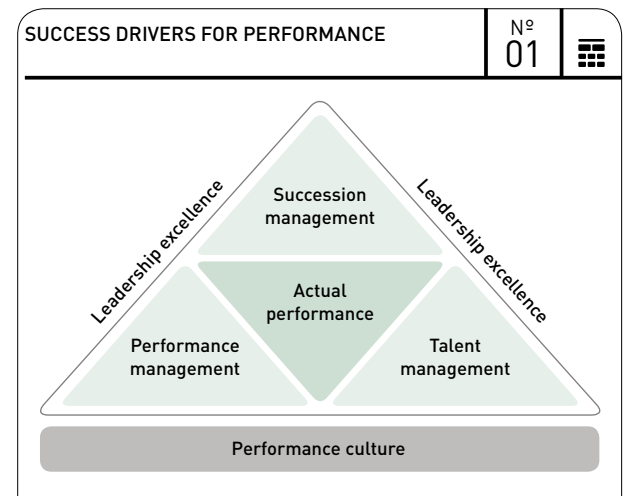 SUCCESS DRIVERS FOR PERFORMANCE
Nº
01
Leadership excellence
Leadership excellence
Succession
management
Actual
performance
Performance
management
Talent
management
Performance culture